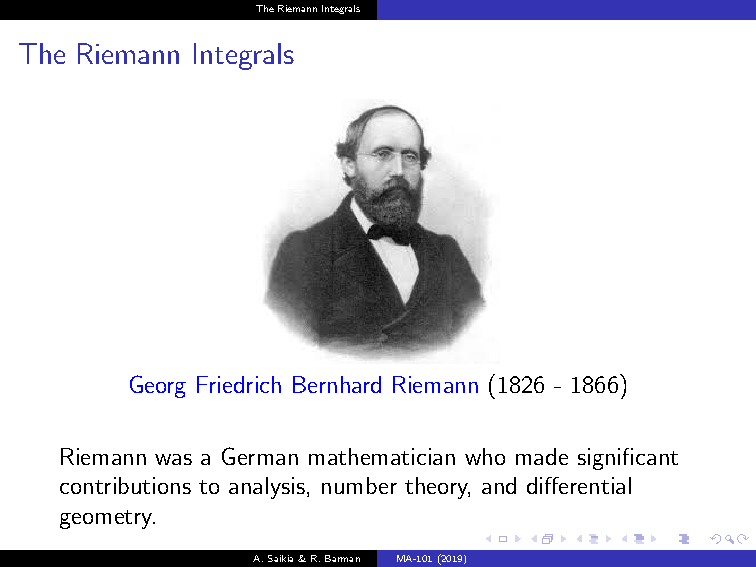 The Riemann Integrals
The Riemann Integrals
Georg Friedrich Bernhard Riemann (1826 - 1866)
Riemann was a German mathematician who made significant
contributions to analysis, number theory, and differential
geometry.
A. Saikia & R. Barman MA-101 (2019)